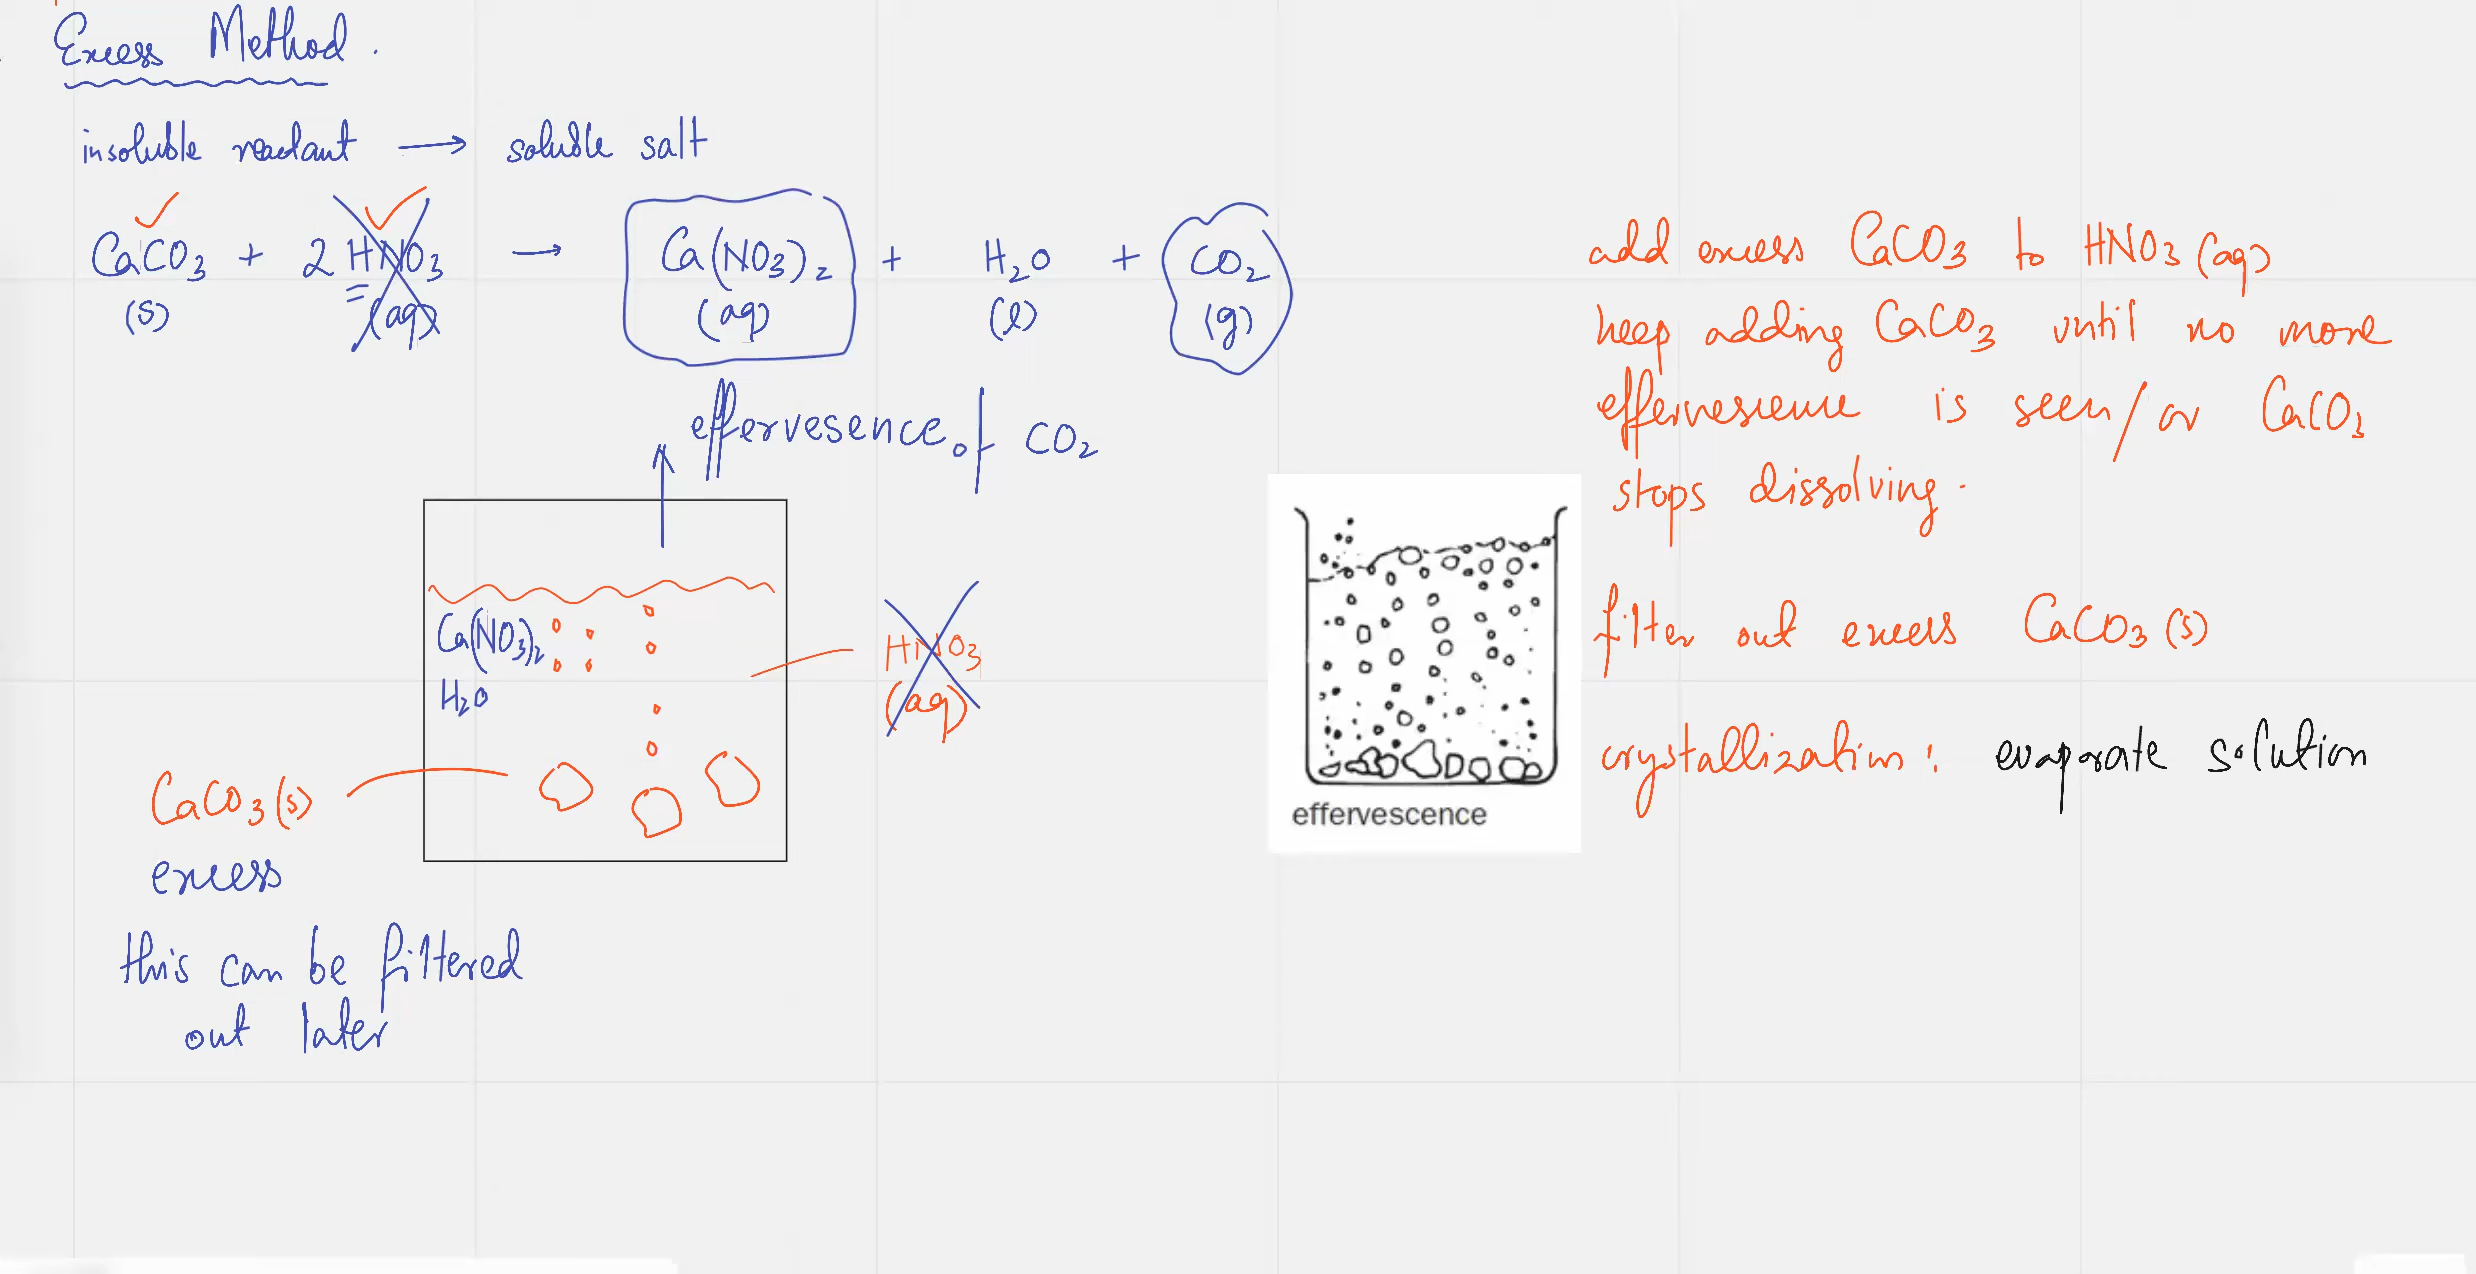 Excess Method.
insoluble reactant → soluble salt
CaCO₃ + 2 HNO₃ → Ca(NO₃)₂ + H₂O + CO₂
(s) (aq) (aq) (l) (g)
effervesence of CO₂
Ca(NO₃)₂
H₂O
HNO₃
(aq)
CaCO₃(s)
excess
this can be filtered
out later
effervescence
add excess CaCO₃ to HNO₃ (aq)
keep adding CaCO₃ until no more
effervescence is seen/or CaCO₃
stops dissolving.
filter out excess CaCO₃ (s)
crystallization: evaporate solution